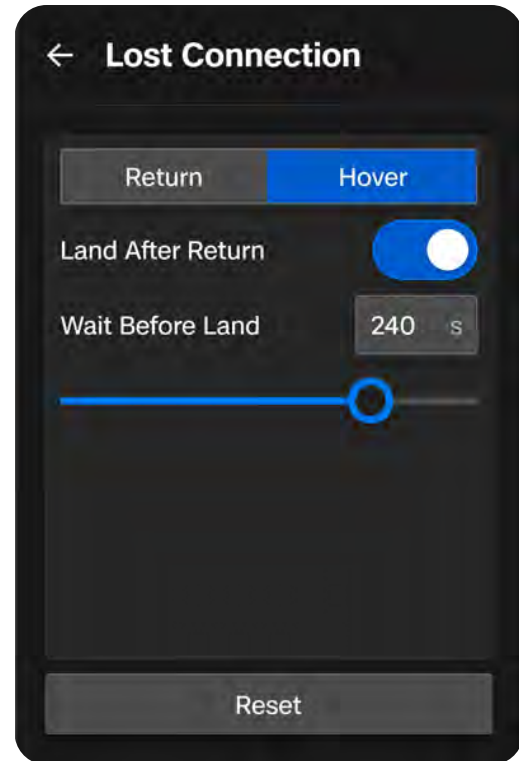 Lost Connection
Return Hover
Land After Return
Wait Before Land 240 s
Reset